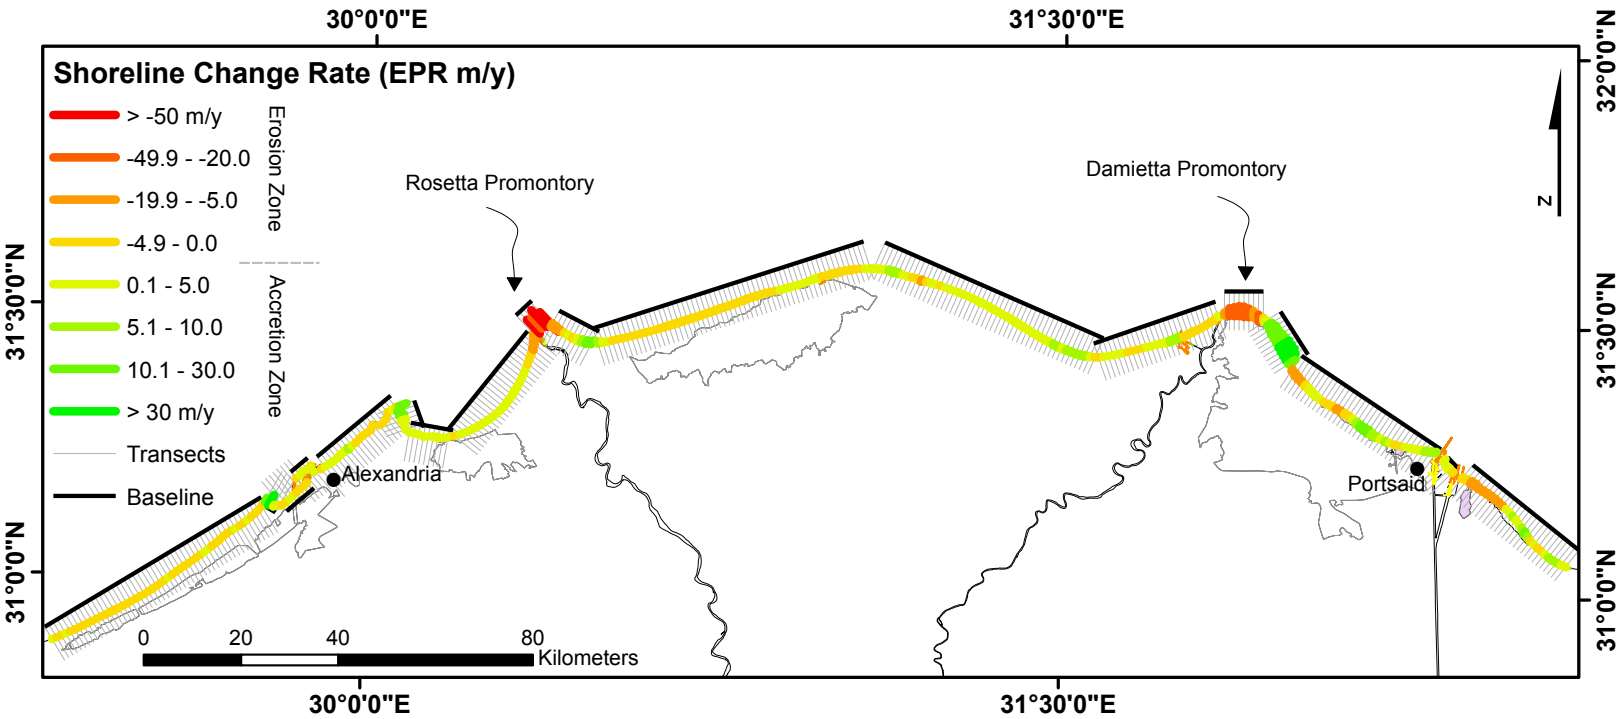 30°0'0"E
31°30'0"E
32°0'0"N
Shoreline Change Rate (EPR m/y)
> -50 m/y
-49.9 - -20.0
-19.9 - -5.0
-4.9 - 0.0
Erosion Zone
0.1 - 5.0
5.1 - 10.0
10.1 - 30.0
> 30 m/y
Accretion Zone
Transects
Baseline
Rosetta Promontory
Damietta Promontory
N
31°30'0"N
31°30'0"N
Alexandria
Portsaid
31°0'0"N
31°0'0"N
0 20 40 80
Kilometers
30°0'0"E
31°30'0"E